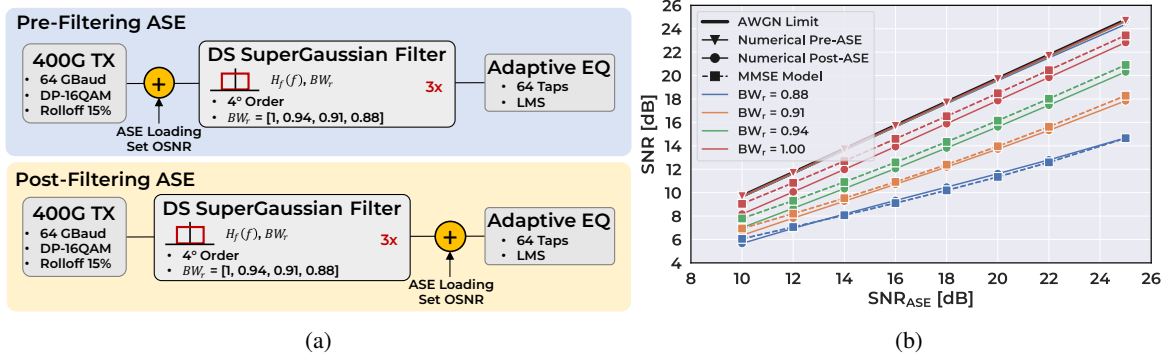 Pre-Filtering ASE
400G TX
• 64 GBaud
• DP-16QAM
• Rolloff 15%
+
ASE Loading
Set OSNR
DS SuperGaussian Filter
H_f(f), BW_r
3x
• 4° Order
• BW_r = [1, 0.94, 0.91, 0.88]
Adaptive EQ
• 64 Taps
• LMS
Post-Filtering ASE
400G TX
• 64 GBaud
• DP-16QAM
• Rolloff 15%
DS SuperGaussian Filter
H_f(f), BW_r
3x
• 4° Order
• BW_r = [1, 0.94, 0.91, 0.88]
+
ASE Loading
Set OSNR
Adaptive EQ
• 64 Taps
• LMS
(a)
26
24
22
20
18
16
14
12
10
8
6
4
SNR [dB]
AWGN Limit
Numerical Pre-ASE
Numerical Post-ASE
MMSE Model
BW_r = 0.88
BW_r = 0.91
BW_r = 0.94
BW_r = 1.00
8 10 12 14 16 18 20 22 24 26
SNR_ASE [dB]
(b)